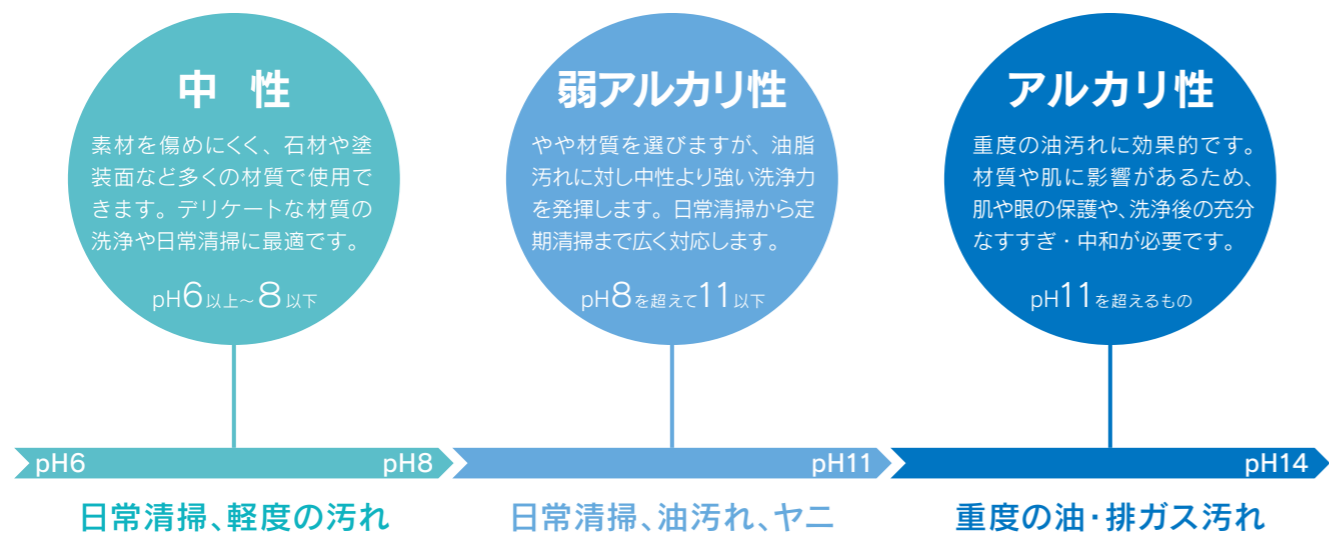 中 性
素材を傷めにくく、石材や塗
装面など多くの材質で使用で
きます。デリケートな材質の
洗浄や日常清掃に最適です。
pH6以上～8以下
弱アルカリ性
やや材質を選びますが、油脂
汚れに対し中性より強い洗浄力
を発揮します。日常清掃から定
期清掃まで広く対応します。
pH8を超えて11以下
アルカリ性
重度の油汚れに効果的です。
材質や肌に影響があるため、
肌や眼の保護や、洗浄後の充分
なすすぎ・中和が必要です。
pH11を超えるもの
pH6 pH8 pH11 pH14
日常清掃、軽度の汚れ
日常清掃、油汚れ、ヤニ
重度の油・排ガス汚れ